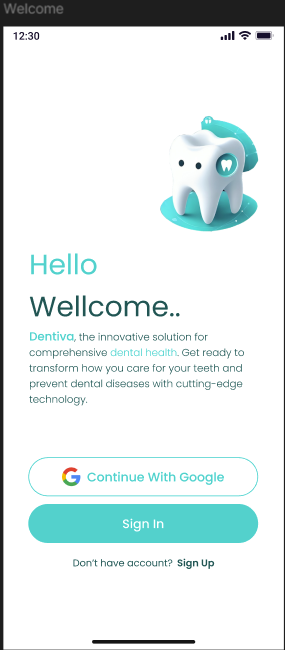 Welcome
12:30
Hello
Wellcome..
Dentiva, the innovative solution for
comprehensive dental health. Get ready to
transform how you care for your teeth and
prevent dental diseases with cutting-edge
technology.
Continue With Google
Sign In
Don't have account? Sign Up